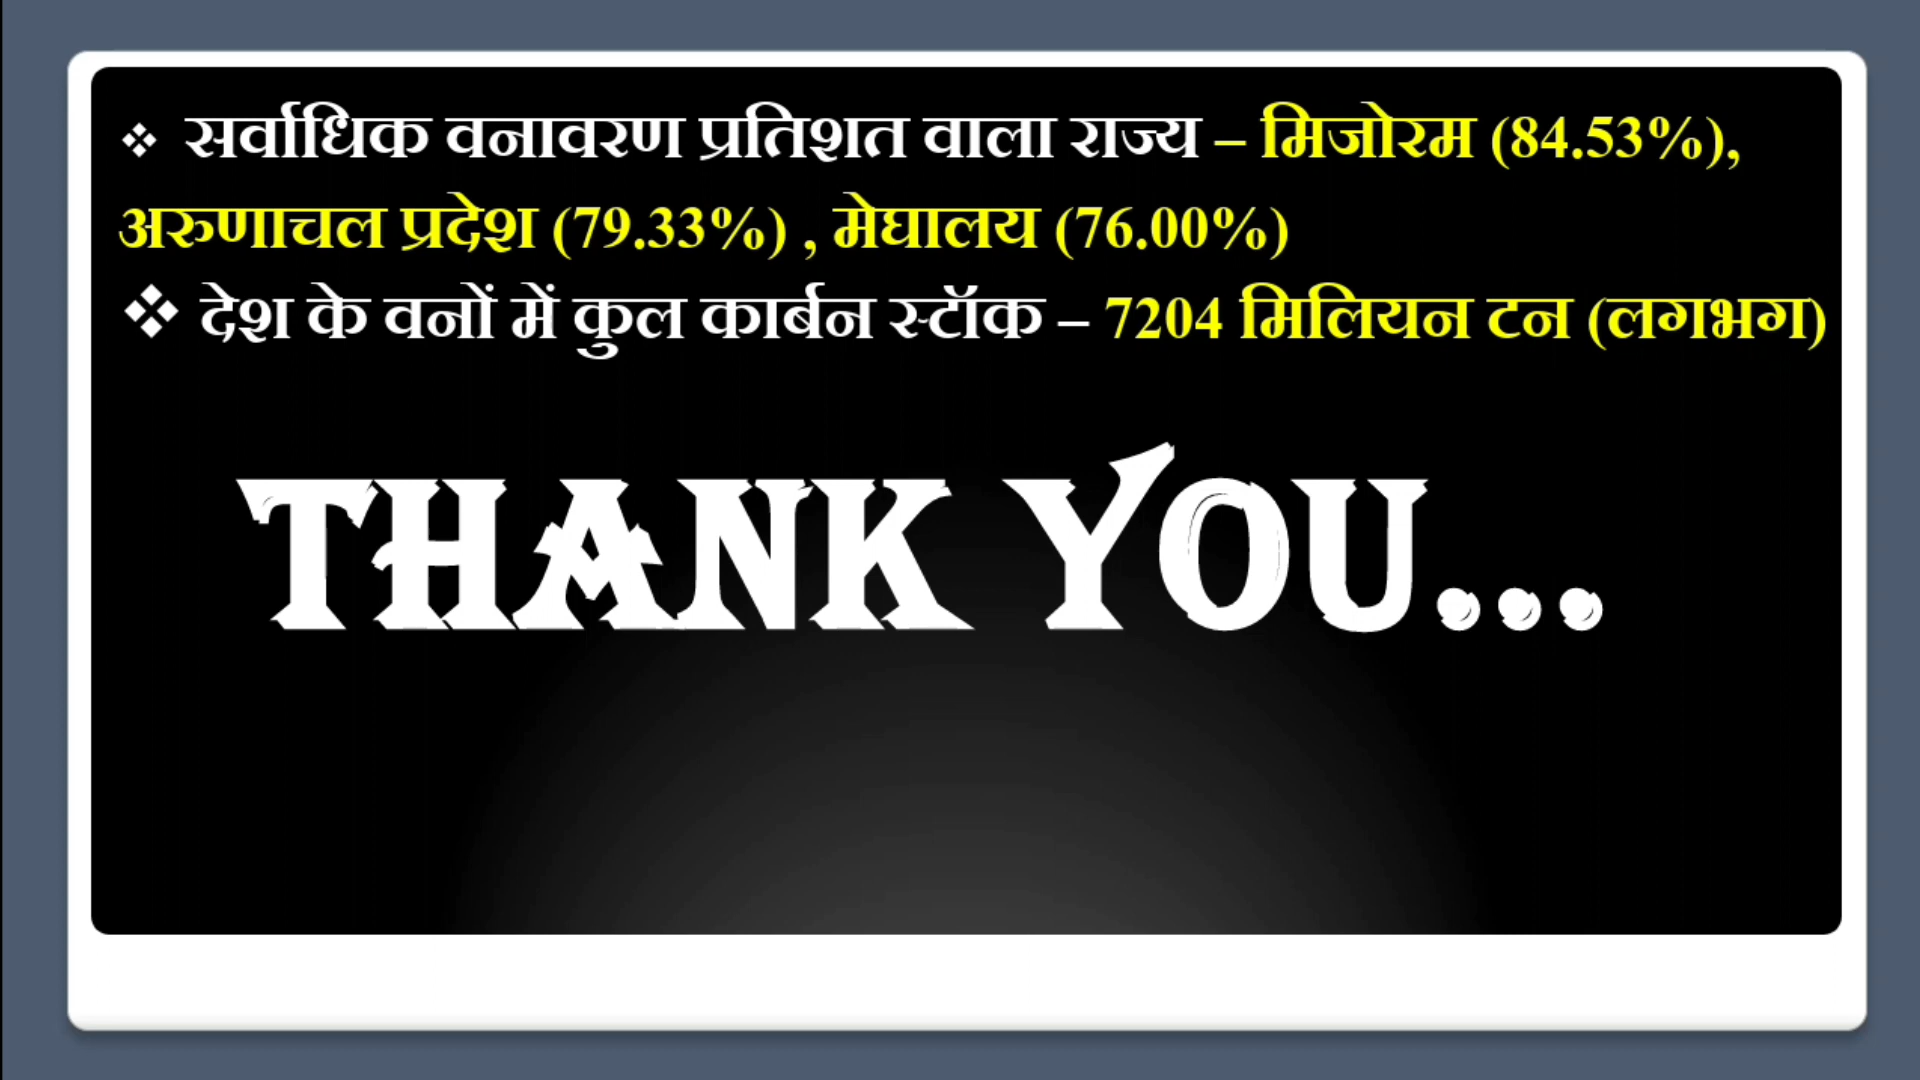 ❖ सर्वाधिक वनावरण प्रतिशत वाला राज्य – मिजोरम (84.53%),
अरुणाचल प्रदेश (79.33%) , मेघालय (76.00%)
❖ देश के वनों में कुल कार्बन स्टॉक – 7204 मिलियन टन (लगभग)
THANK YOU...